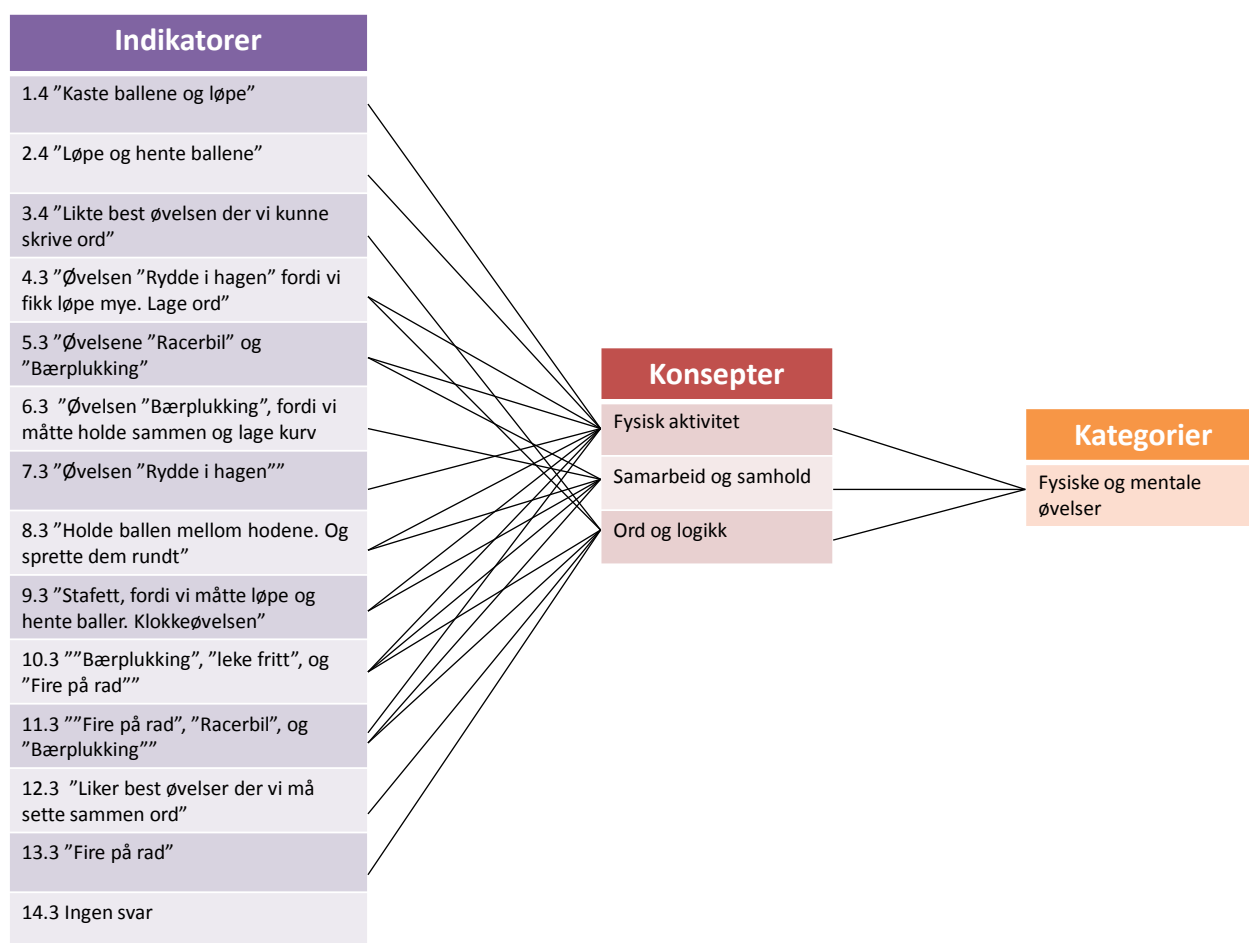 Indikatorer
1.4 ”Kaste ballene og løpe”
2.4 ”Løpe og hente ballene”
3.4 ”Likte best øvelsen der vi kunne
skrive ord”
4.3 ”Øvelsen ”Rydde i hagen” fordi vi
fikk løpe mye. Lage ord”
5.3 ”Øvelsene ”Racerbil” og
”Bærplukking”
6.3 ”Øvelsen ”Bærplukking”, fordi vi
måtte holde sammen og lage kurv
7.3 ”Øvelsen ”Rydde i hagen””
8.3 ”Holde ballen mellom hodene. Og
sprette dem rundt”
9.3 ”Stafett, fordi vi måtte løpe og
hente baller. Klokkeøvelsen”
10.3 ””Bærplukking”, ”leke fritt”, og
”Fire på rad””
11.3 ””Fire på rad”, ”Racerbil”, og
”Bærplukking””
12.3 ”Liker best øvelser der vi må
sette sammen ord”
13.3 ”Fire på rad”
14.3 Ingen svar
Konsepter
Fysisk aktivitet
Samarbeid og samhold
Ord og logikk
Kategorier
Fysiske og mentale
øvelser